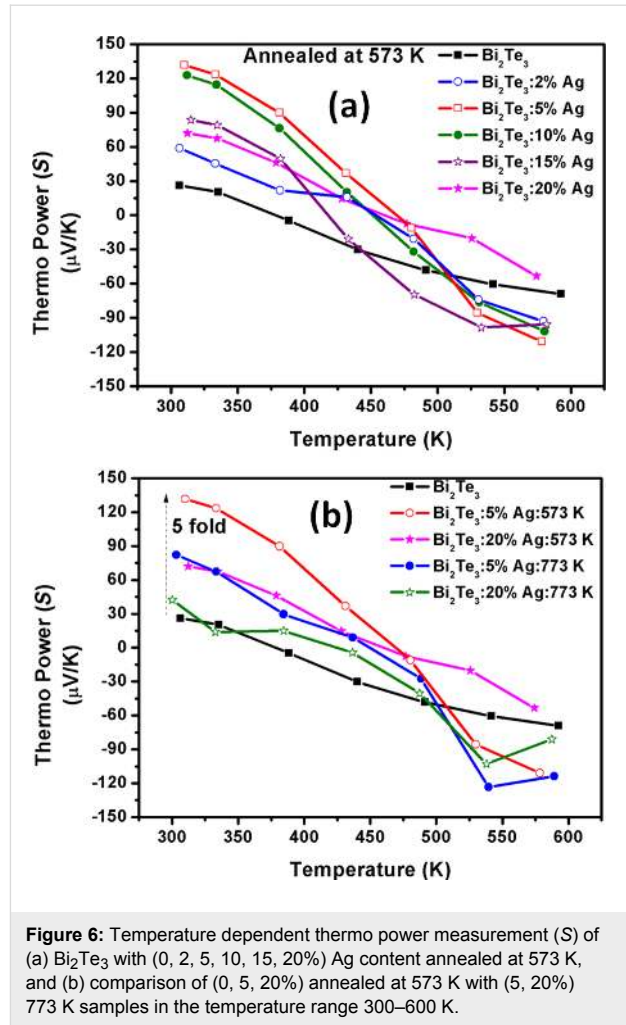 Annealed at 573 K
(a)
Bi₂Te₃
Bi₂Te₃:2% Ag
Bi₂Te₃:5% Ag
Bi₂Te₃:10% Ag
Bi₂Te₃:15% Ag
Bi₂Te₃:20% Ag
Thermo Power (S)
(μV/K)
150
120
90
60
30
0
-30
-60
-90
-120
-150
300 350 400 450 500 550 600
Temperature (K)
(b)
5 fold
Bi₂Te₃
Bi₂Te₃:5% Ag:573 K
Bi₂Te₃:20% Ag:573 K
Bi₂Te₃:5% Ag:773 K
Bi₂Te₃:20% Ag:773 K
Thermo Power (S)
(μV/K)
150
120
90
60
30
0
-30
-60
-90
-120
-150
300 350 400 450 500 550 600
Temperature (K)
Figure 6: Temperature dependent thermo power measurement (S) of
(a) Bi₂Te₃ with (0, 2, 5, 10, 15, 20%) Ag content annealed at 573 K,
and (b) comparison of (0, 5, 20%) annealed at 573 K with (5, 20%)
773 K samples in the temperature range 300–600 K.